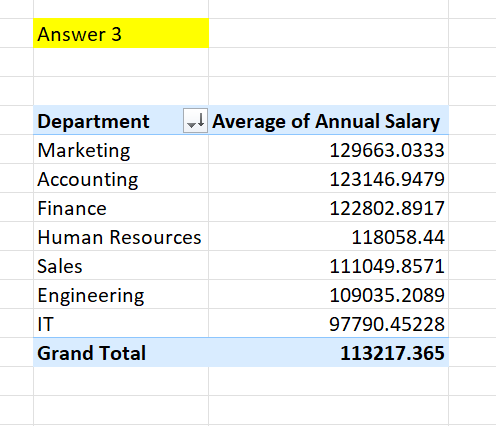 Answer 3
Department Average of Annual Salary
Marketing 129663.0333
Accounting 123146.9479
Finance 122802.8917
Human Resources 118058.44
Sales 111049.8571
Engineering 109035.2089
IT 97790.45228
Grand Total 113217.365